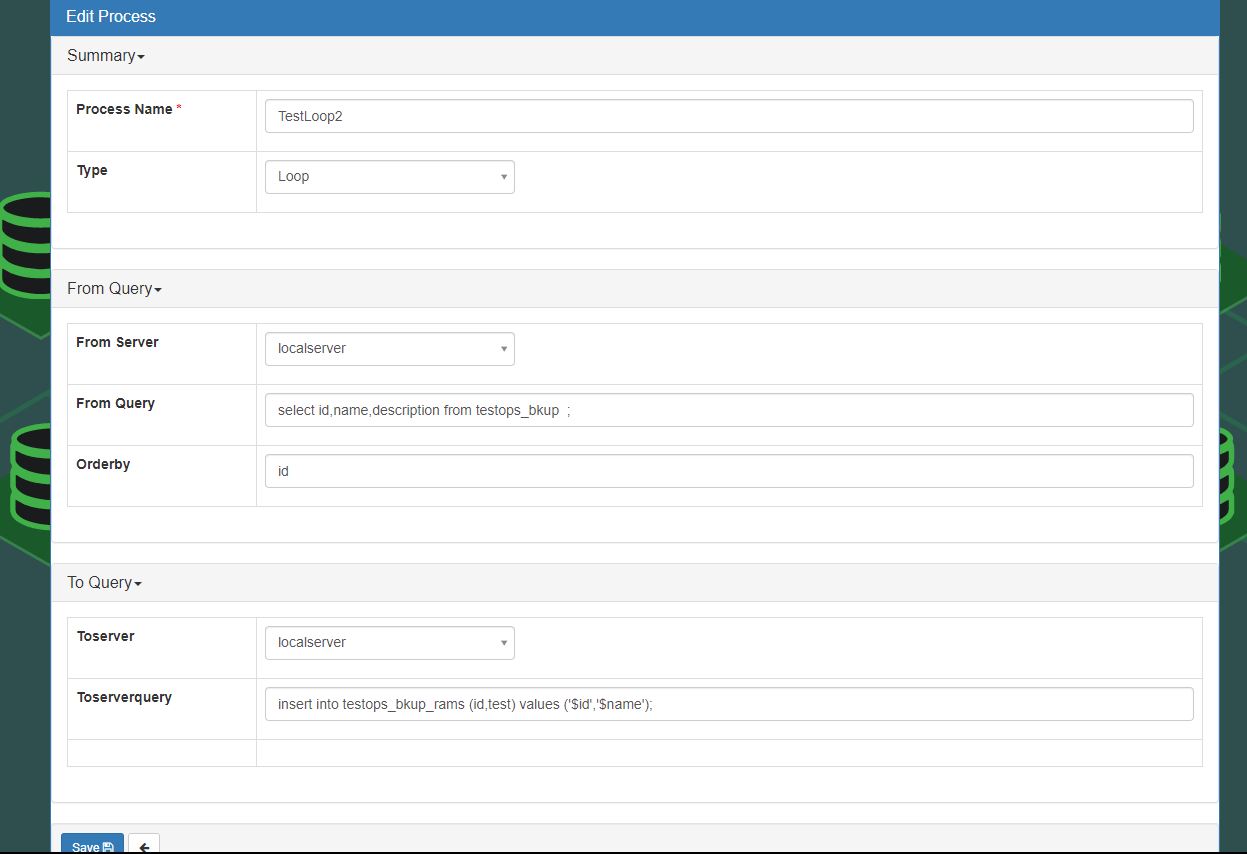 Edit Process
Summary
Process Name *
TestLoop2
Type
Loop
From Query
From Server
localserver
From Query
select id,name,description from testops_bkup  ;
Orderby
id
To Query
Toserver
localserver
Toserverquery
insert into testops_bkup_rams (id,test) values ('$id','$name');
Save